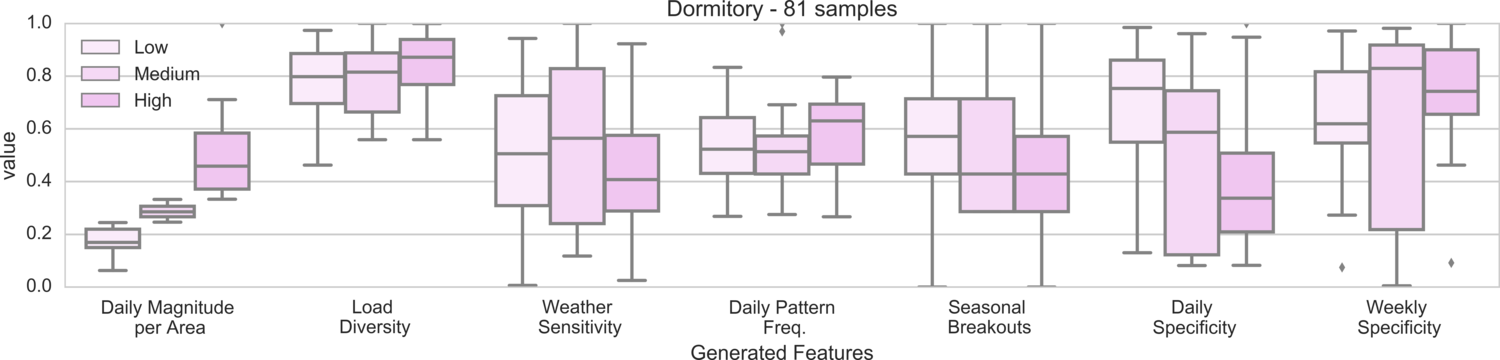 Dormitory - 81 samples
1.0
0.8
0.6
0.4
0.2
0.0
value
Low
Medium
High
Daily Magnitude
per Area
Load
Diversity
Weather
Sensitivity
Daily Pattern
Freq.
Seasonal
Breakouts
Daily
Specificity
Weekly
Specificity
Generated Features